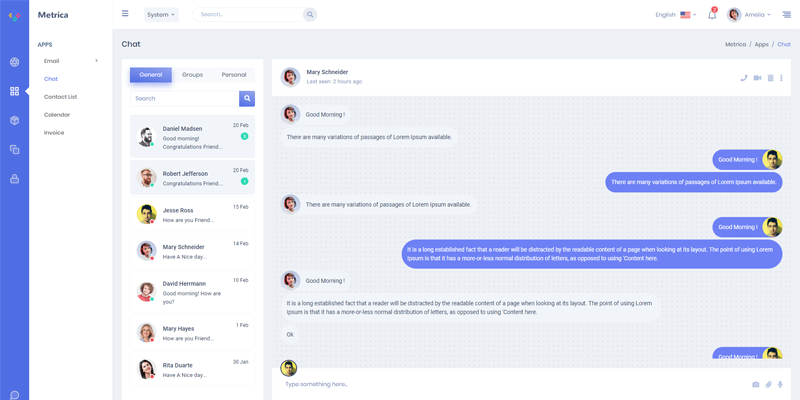 Metrica
System
Search...
English
2
Amelia
APPS
Email
Chat
Contact List
Calendar
Invoice
Chat
Metrica / Apps / Chat
General
Groups
Personal
Search
Daniel Madsen
20 Feb
Good morning!
Congratulations Friend...
3
Robert Jefferson
20 Feb
Congratulations Friend...
1
Jesse Ross
15 Feb
How are you Friend...
Mary Schneider
14 Feb
Have A Nice day...
David Herrmann
10 Feb
Good morning! How are
you?
Mary Hayes
1 Feb
How are you Friend...
Rita Duarte
30 Jan
Have A Nice day...
Mary Schneider
Last seen: 2 hours ago
Good Morning !
There are many variations of passages of Lorem Ipsum available.
Good Morning !
There are many variations of passages of Lorem Ipsum available.
There are many variations of passages of Lorem Ipsum available.
Good Morning !
It is a long established fact that a reader will be distracted by the readable content of a page when looking at its layout. The point of using Lorem
Ipsum is that it has a more-or-less normal distribution of letters, as opposed to using 'Content here.
Good Morning !
It is a long established fact that a reader will be distracted by the readable content of a page when looking at its layout. The point of using Lorem
Ipsum is that it has a more-or-less normal distribution of letters, as opposed to using 'Content here.
Ok
Good Morning !
Type something here...